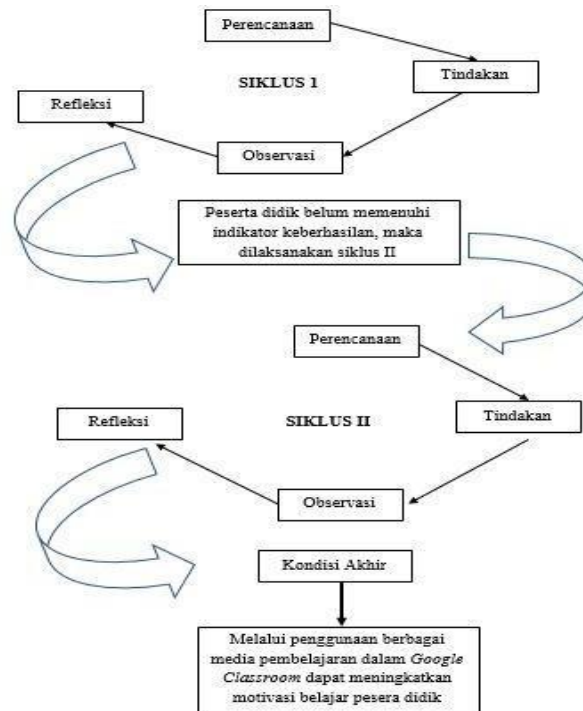 Perencanaan
Tindakan
SIKLUS 1
Refleksi
Observasi
Peserta didik belum memenuhi
indikator keberhasilan, maka
dilaksanakan siklus II
Perencanaan
Tindakan
Refleksi
SIKLUS II
Observasi
Kondisi Akhir
Melalui penggunaan berbagai
media pembelajaran dalam Google
Classroom dapat meningkatkan
motivasi belajar pesera didik